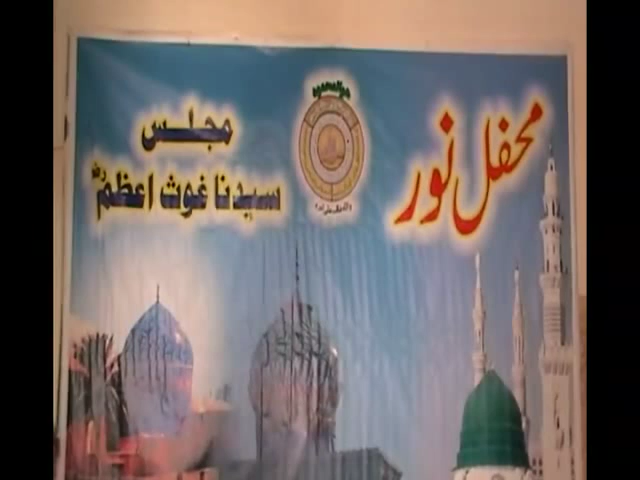 محفل نور
مجلس
سیدنا غوث اعظم